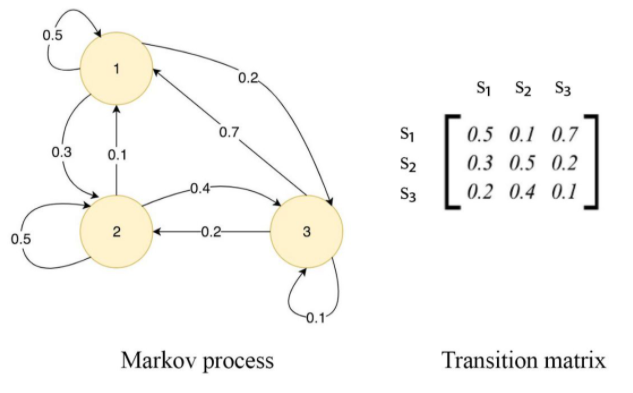 0.5
1
0.2
0.7
0.3
0.1
0.4
0.5
2
0.2
3
0.1
S1 S2 S3
S1 0.5 0.1 0.7
S2 0.3 0.5 0.2
S3 0.2 0.4 0.1
Markov process
Transition matrix